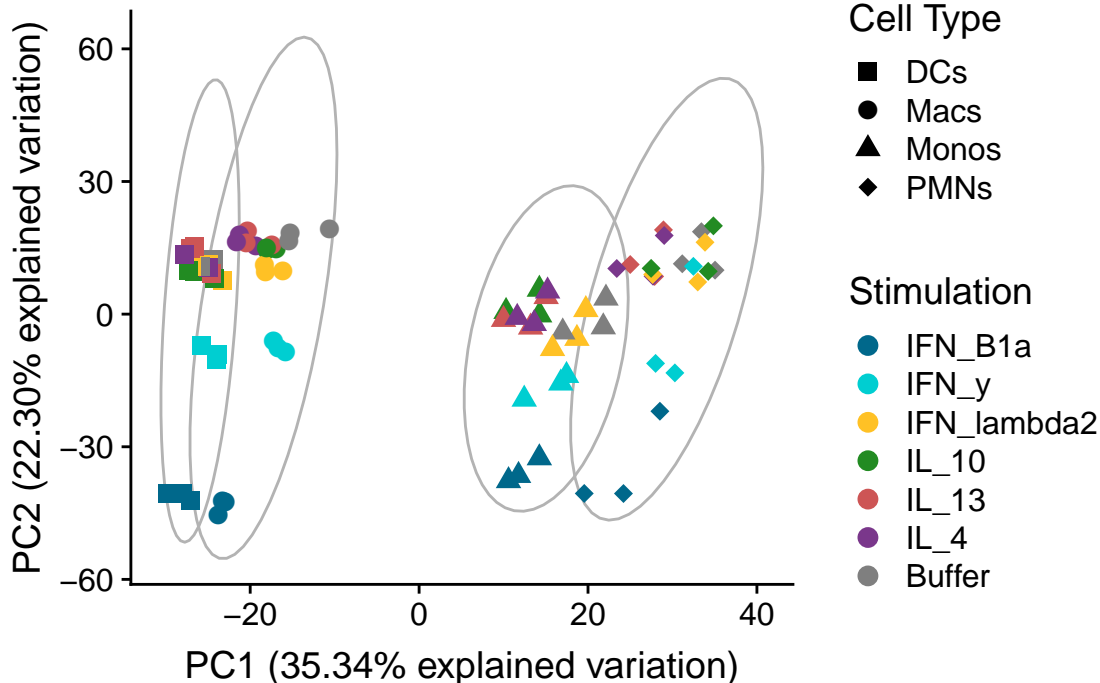 PC2 (22.30% explained variation)
60
30
0
−30
−60
−20
0
20
40
PC1 (35.34% explained variation)
Cell Type
DCs
Macs
Monos
PMNs
Stimulation
IFN_B1a
IFN_y
IFN_lambda2
IL_10
IL_13
IL_4
Buffer